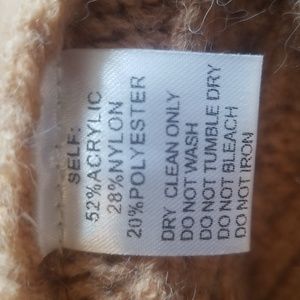 SELF:
52%ACRYLIC
28%NYLON
20%POLYESTER
DRY CLEAN ONLY
DO NOT WASH
DO NOT TUMBLE DRY
DO NOT BLEACH
DO NOT IRON